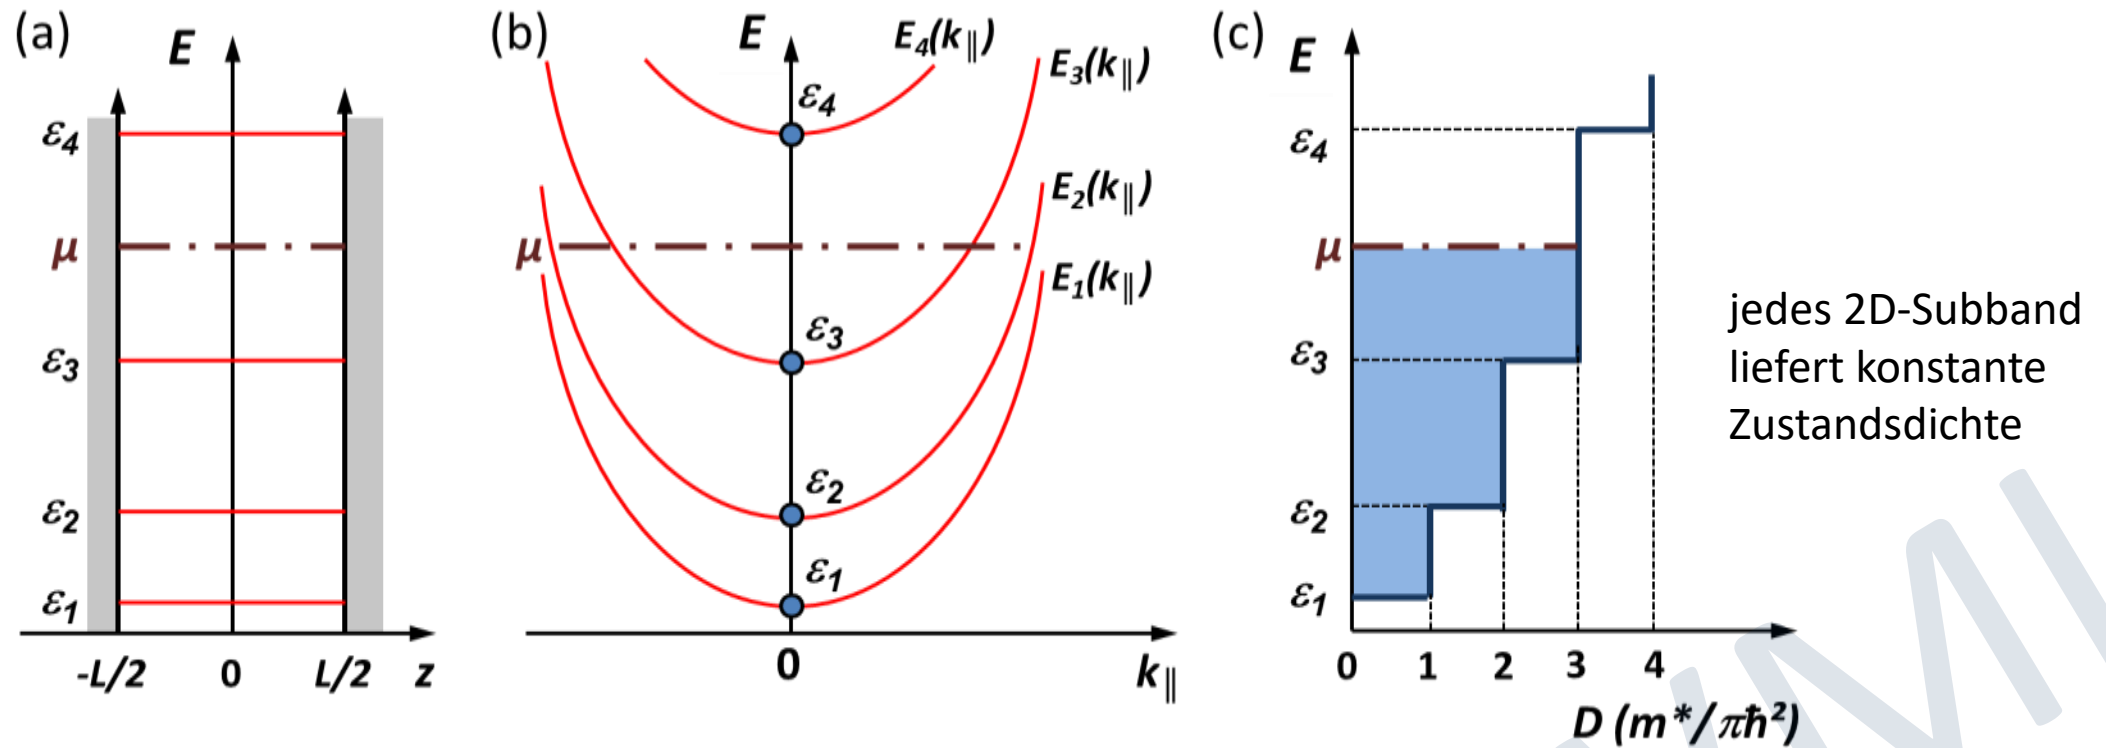 (a)
E
ε4
μ
ε3
ε2
ε1
-L/2 0 L/2 z
(b)
E
E4(k∥)
E3(k∥)
ε4
E2(k∥)
μ
E1(k∥)
ε3
ε2
ε1
0
k∥
(c)
E
ε4
μ
ε3
ε2
ε1
0 1 2 3 4
D (m*/πħ²)
jedes 2D-Subband
liefert konstante
Zustandsdichte